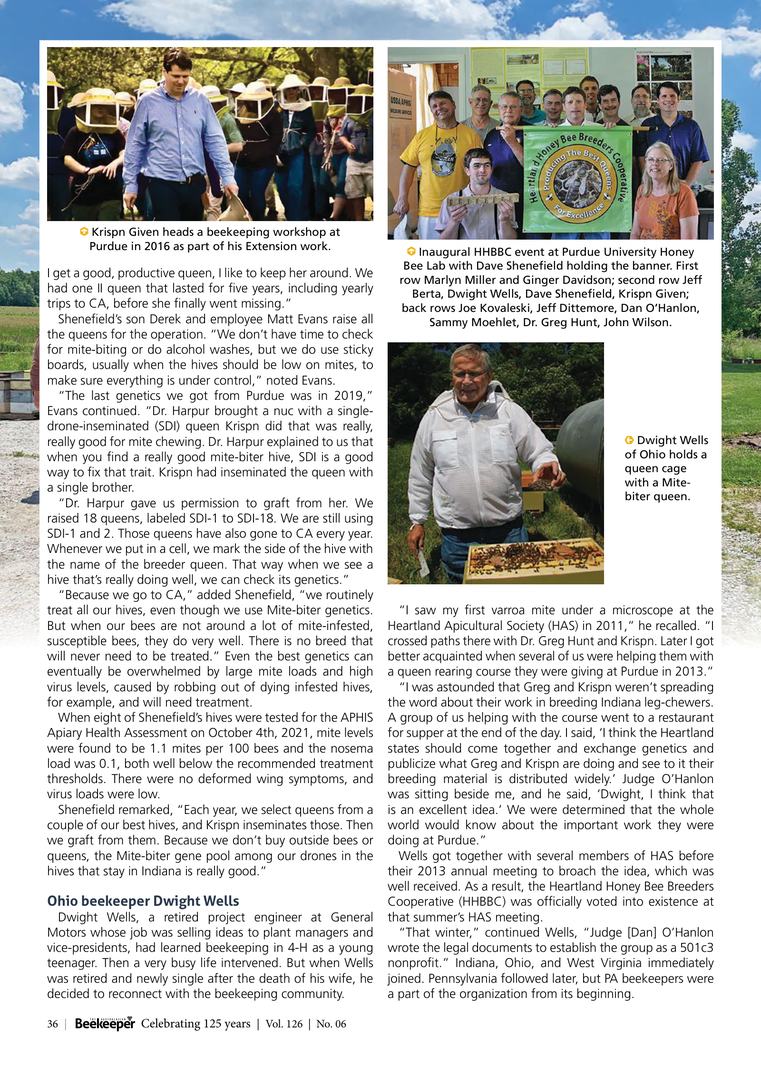 Krispn Given heads a beekeeping workshop at
Purdue in 2016 as part of his Extension work.
I get a good, productive queen, I like to keep her around. We
had one II queen that lasted for five years, including yearly
trips to CA, before she finally went missing.”
Shenefield’s son Derek and employee Matt Evans raise all
the queens for the operation. “We don’t have time to check
for mite-biting or do alcohol washes, but we do use sticky
boards, usually when the hives should be low on mites, to
make sure everything is under control,” noted Evans.
“The last genetics we got from Purdue was in 2019,”
Evans continued. “Dr. Harpur brought a nuc with a single-
drone-inseminated (SDI) queen Krispn did that was really,
really good for mite chewing. Dr. Harpur explained to us that
when you find a really good mite-biter hive, SDI is a good
way to fix that trait. Krispn had inseminated the queen with
a single brother.
“Dr. Harpur gave us permission to graft from her. We
raised 18 queens, labeled SDI-1 to SDI-18. We are still using
SDI-1 and 2. Those queens have also gone to CA every year.
Whenever we put in a cell, we mark the side of the hive with
the name of the breeder queen. That way when we see a
hive that’s really doing well, we can check its genetics.”
“Because we go to CA,” added Shenefield, “we routinely
treat all our hives, even though we use Mite-biter genetics.
But when our bees are not around a lot of mite-infested,
susceptible bees, they do very well. There is no breed that
will never need to be treated.” Even the best genetics can
eventually be overwhelmed by large mite loads and high
virus levels, caused by robbing out of dying infested hives,
for example, and will need treatment.
When eight of Shenefield’s hives were tested for the APHIS
Apiary Health Assessment on October 4th, 2021, mite levels
were found to be 1.1 mites per 100 bees and the nosema
load was 0.1, both well below the recommended treatment
thresholds. There were no deformed wing symptoms, and
virus loads were low.
Shenefield remarked, “Each year, we select queens from a
couple of our best hives, and Krispn inseminates those. Then
we graft from them. Because we don’t buy outside bees or
queens, the Mite-biter gene pool among our drones in the
hives that stay in Indiana is really good.”
Ohio beekeeper Dwight Wells
Dwight Wells, a retired project engineer at General
Motors whose job was selling ideas to plant managers and
vice-presidents, had learned beekeeping in 4-H as a young
teenager. Then a very busy life intervened. But when Wells
was retired and newly single after the death of his wife, he
decided to reconnect with the beekeeping community.
Heartland Honey Bee Breeders Cooperative
Producing The Best Queens
For Excellence
Inaugural HHBBC event at Purdue University Honey
Bee Lab with Dave Shenefield holding the banner. First
row Marlyn Miller and Ginger Davidson; second row Jeff
Berta, Dwight Wells, Dave Shenefield, Krispn Given;
back rows Joe Kovaleski, Jeff Dittemore, Dan O’Hanlon,
Sammy Moehlet, Dr. Greg Hunt, John Wilson.
Dwight Wells
of Ohio holds a
queen cage
with a Mite-
biter queen.
“I saw my first varroa mite under a microscope at the
Heartland Apicultural Society (HAS) in 2011,” he recalled. “I
crossed paths there with Dr. Greg Hunt and Krispn. Later I got
better acquainted when several of us were helping them with
a queen rearing course they were giving at Purdue in 2013.”
“I was astounded that Greg and Krispn weren’t spreading
the word about their work in breeding Indiana leg-chewers.
A group of us helping with the course went to a restaurant
for supper at the end of the day. I said, ‘I think the Heartland
states should come together and exchange genetics and
publicize what Greg and Krispn are doing and see to it their
breeding material is distributed widely.’ Judge O’Hanlon
was sitting beside me, and he said, ‘Dwight, I think that
is an excellent idea.’ We were determined that the whole
world would know about the important work they were
doing at Purdue.”
Wells got together with several members of HAS before
their 2013 annual meeting to broach the idea, which was
well received. As a result, the Heartland Honey Bee Breeders
Cooperative (HHBBC) was officially voted into existence at
that summer’s HAS meeting.
“That winter,” continued Wells, “Judge [Dan] O’Hanlon
wrote the legal documents to establish the group as a 501c3
nonprofit.” Indiana, Ohio, and West Virginia immediately
joined. Pennsylvania followed later, but PA beekeepers were
a part of the organization from its beginning.
36 | Beekeeper Celebrating 125 years | Vol. 126 | No. 06